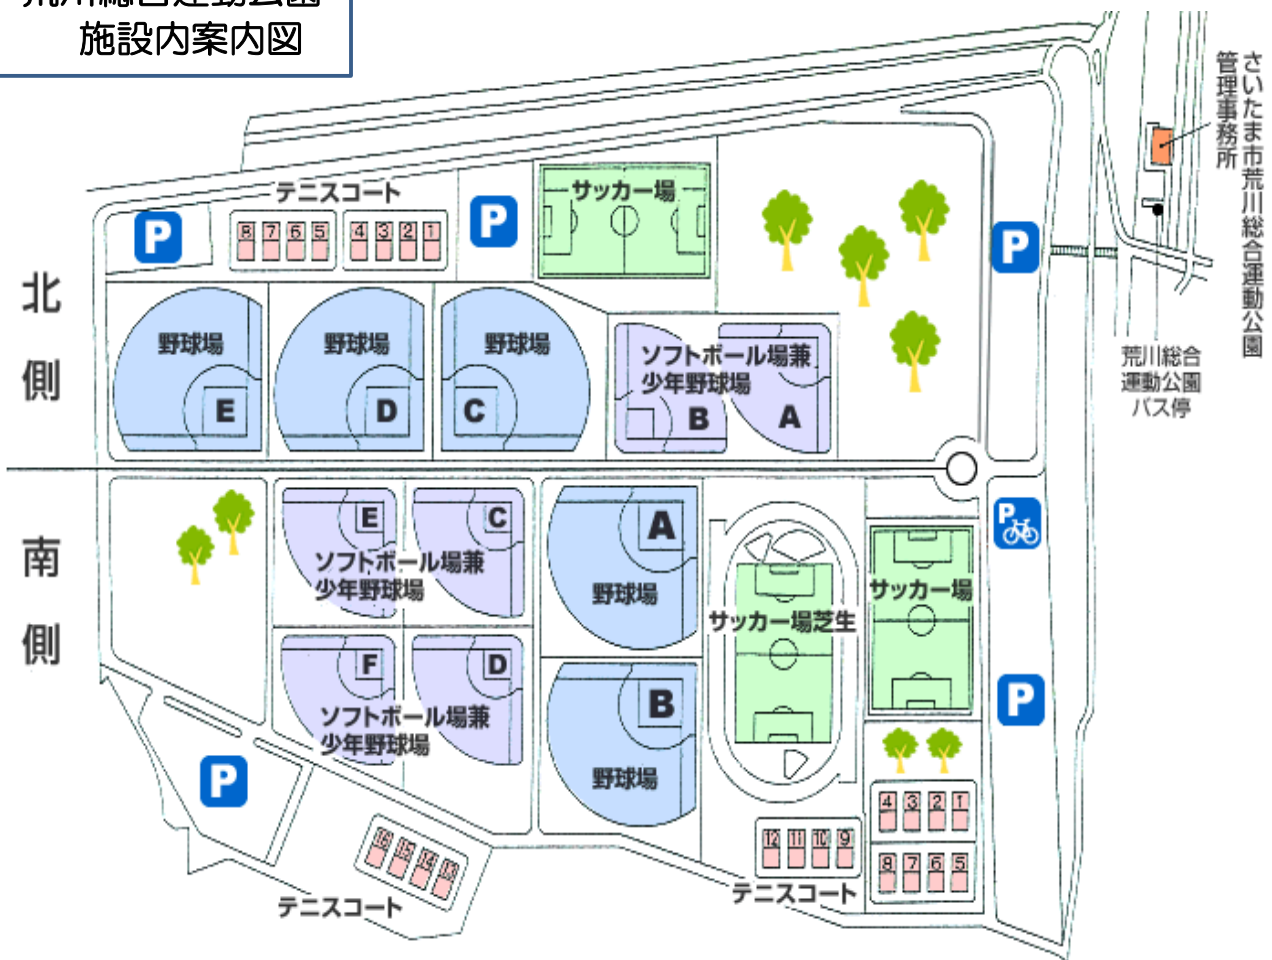 荒川総合運動公園
施設内案内図
さいたま市荒川総合運動公園
管理事務所
荒川総合
運動公園
バス停
北側
テニスコート
8 7 6 5 4 3 2 1
P
P
サッカー場
P
野球場
E
野球場
D
野球場
C
ソフトボール場兼
少年野球場
B
A
南側
E
C
ソフトボール場兼
少年野球場
F
D
ソフトボール場兼
少年野球場
A
野球場
B
野球場
サッカー場芝生
サッカー場
P
P
P
4 3 2 1
8 7 6 5
12 11 10 9
テニスコート
16 15 14 13
テニスコート